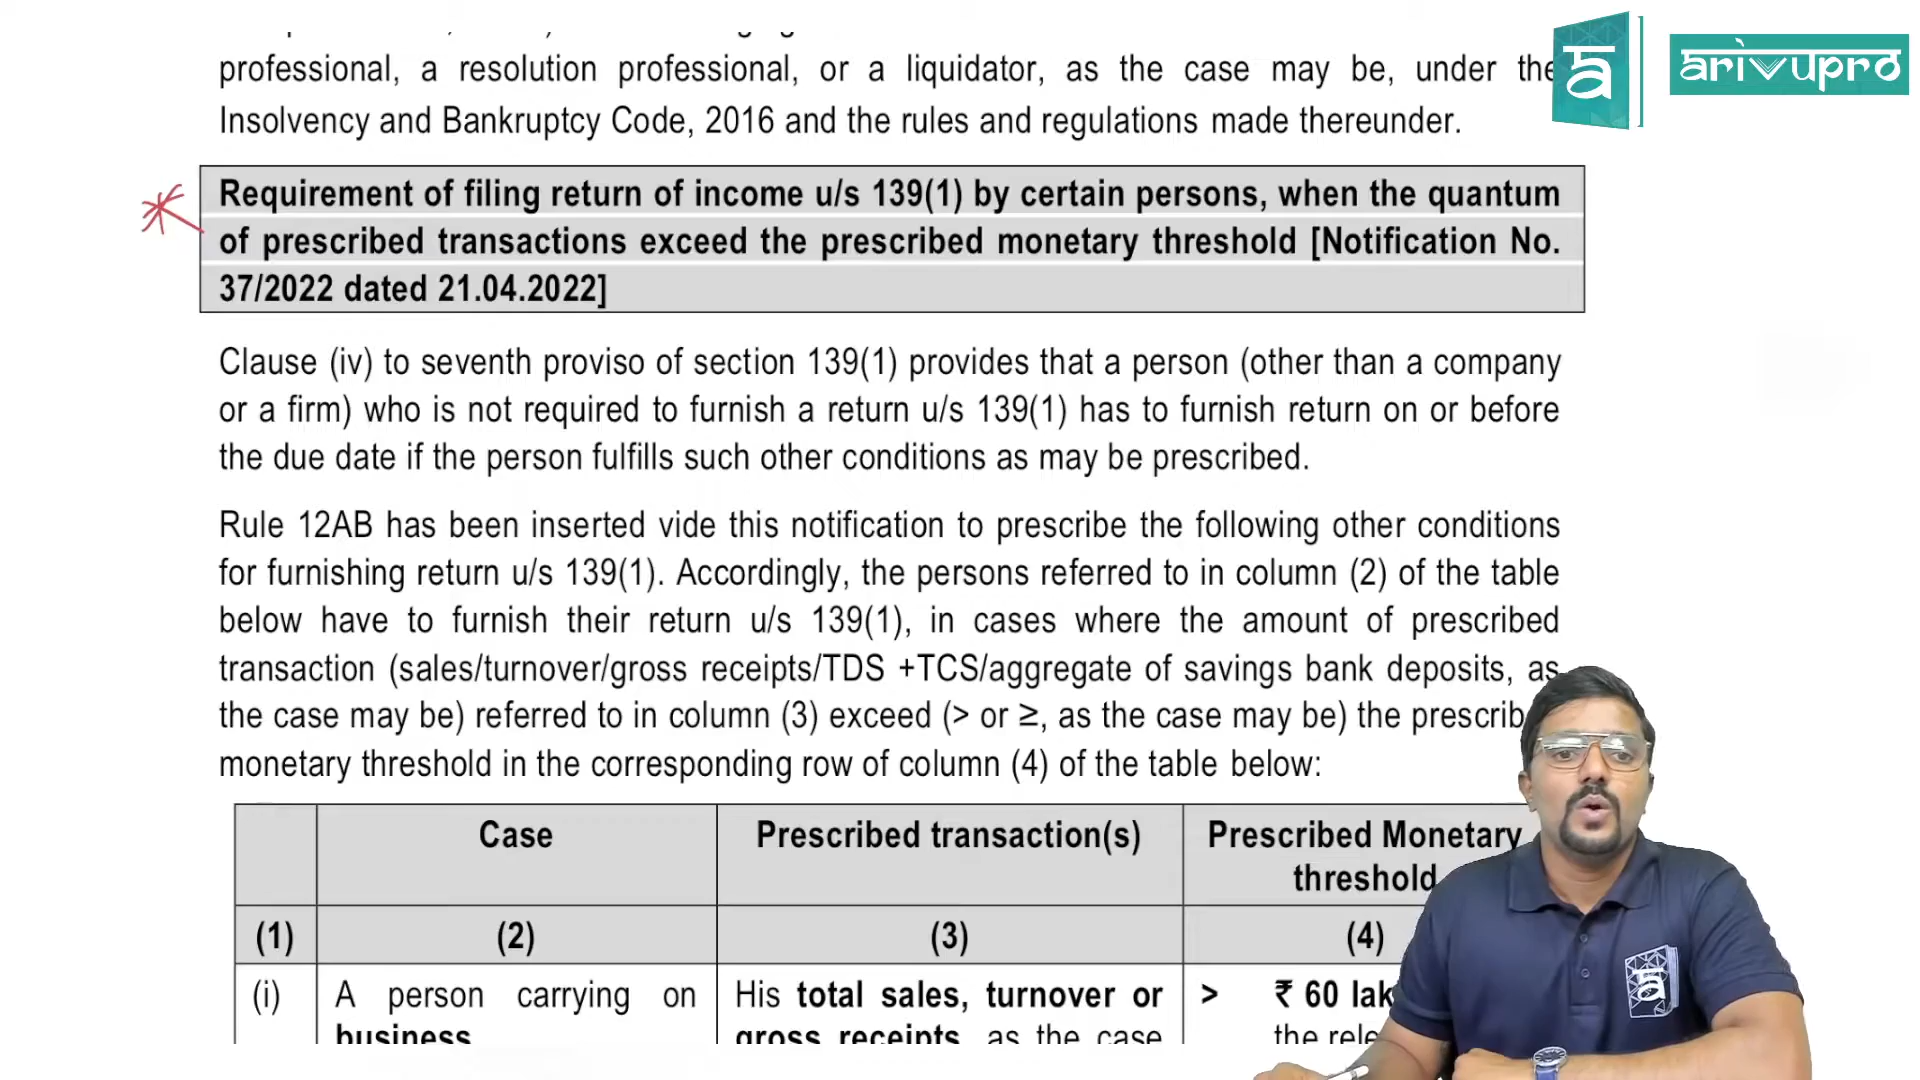 professional, a resolution professional, or a liquidator, as the case may be, under the
Insolvency and Bankruptcy Code, 2016 and the rules and regulations made thereunder.
arivupro
Requirement of filing return of income u/s 139(1) by certain persons, when the quantum
of prescribed transactions exceed the prescribed monetary threshold [Notification No.
37/2022 dated 21.04.2022]
Clause (iv) to seventh proviso of section 139(1) provides that a person (other than a company
or a firm) who is not required to furnish a return u/s 139(1) has to furnish return on or before
the due date if the person fulfills such other conditions as may be prescribed.
Rule 12AB has been inserted vide this notification to prescribe the following other conditions
for furnishing return u/s 139(1). Accordingly, the persons referred to in column (2) of the table
below have to furnish their return u/s 139(1), in cases where the amount of prescribed
transaction (sales/turnover/gross receipts/TDS +TCS/aggregate of savings bank deposits, as
the case may be) referred to in column (3) exceed (> or ≥, as the case may be) the prescrib
monetary threshold in the corresponding row of column (4) of the table below:
Case
Prescribed transaction(s)
Prescribed Monetary
threshold
(1) (2) (3) (4)
(i) A person carrying on His total sales, turnover or > ₹ 60 lak
business gross receipts, as the case the rele